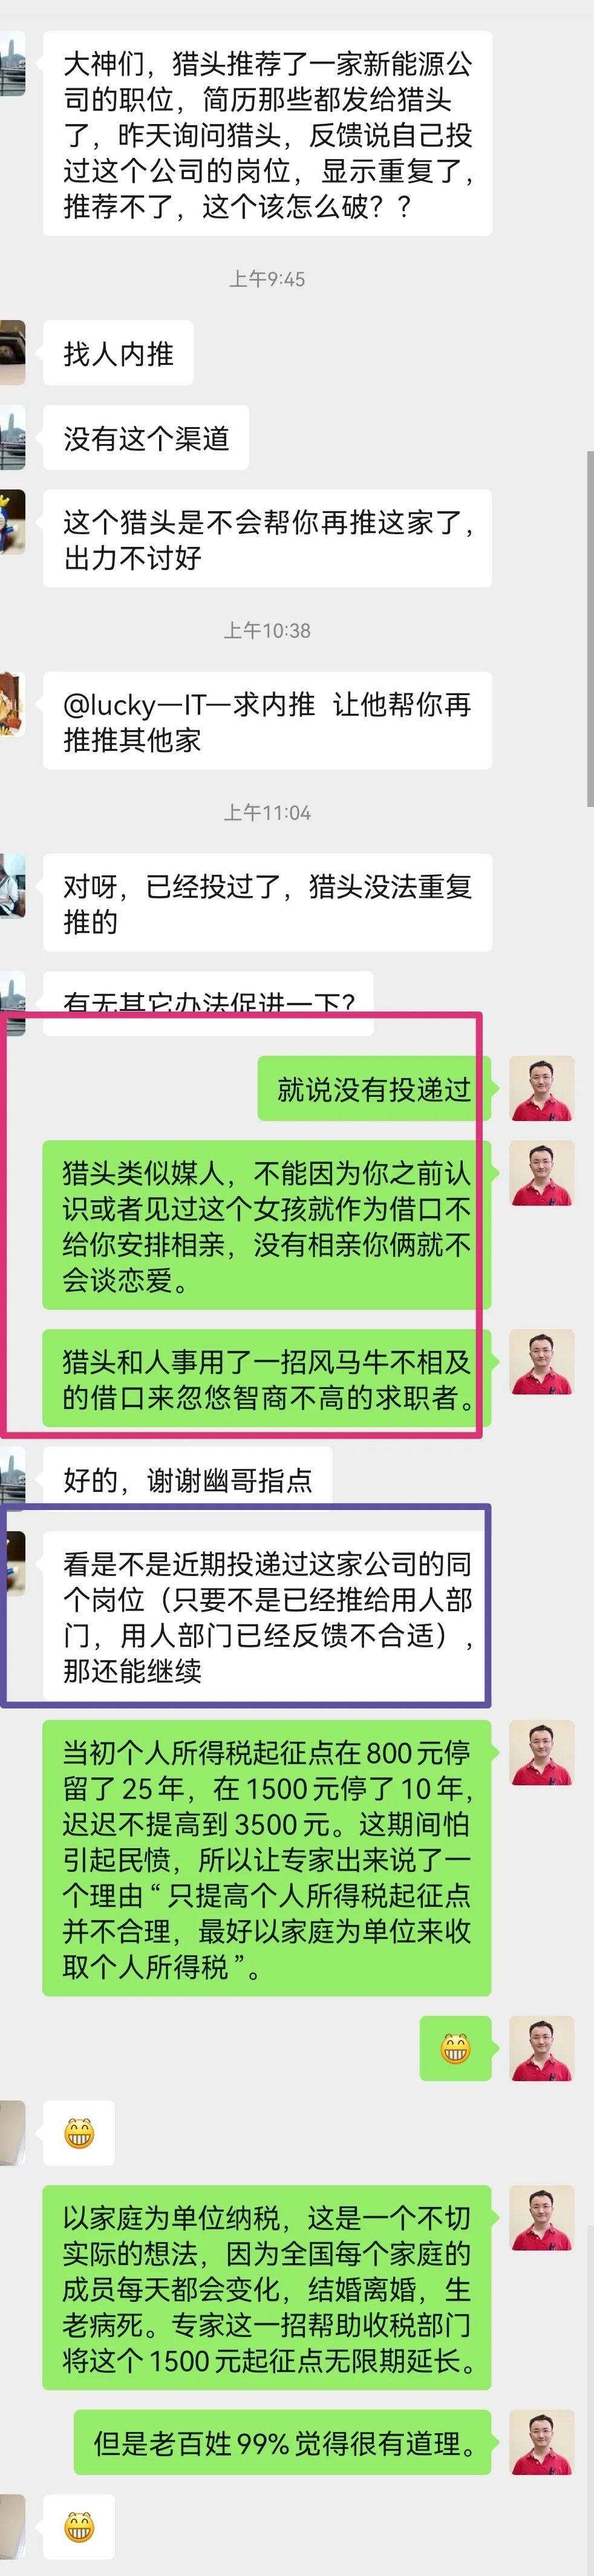 大神们，猎头推荐了一家新能源公
司的职位，简历那些都发给猎头
了，昨天询问猎头，反馈说自己投
过这个公司的岗位，显示重复了，
推荐不了，这个该怎么破？？
上午9:45
找人内推
没有这个渠道
这个猎头是不会帮你再推这家了，
出力不讨好
上午10:38
@lucky—IT—求内推 让他帮你再
推推其他家
上午11:04
对呀，已经投过了，猎头没法重复
推的
有无其它办法促进一下？
就说没有投递过
猎头类似媒人，不能因为你之前认
识或者见过这个女孩就作为借口不
给你安排相亲，没有相亲你俩就不
会谈恋爱。
猎头和人事用了一招风马牛不相及
的借口来忽悠智商不高的求职者。
好的，谢谢幽哥指点
看是不是近期投递过这家公司的同
个岗位（只要不是已经推给用人部
门，用人部门已经反馈不合适），
那还能继续
当初个人所得税起征点在800元停
留了25年，在1500元停了10年，
迟迟不提高到3500元。这期间怕
引起民愤，所以让专家出来说了一
个理由“只提高个人所得税起征点
并不合理，最好以家庭为单位来收
取个人所得税”。
以家庭为单位纳税，这是一个不切
实际的想法，因为全国每个家庭的
成员每天都会变化，结婚离婚，生
老病死。专家这一招帮助收税部门
将这个1500元起征点无限期延长。
但是老百姓99%觉得很有道理。